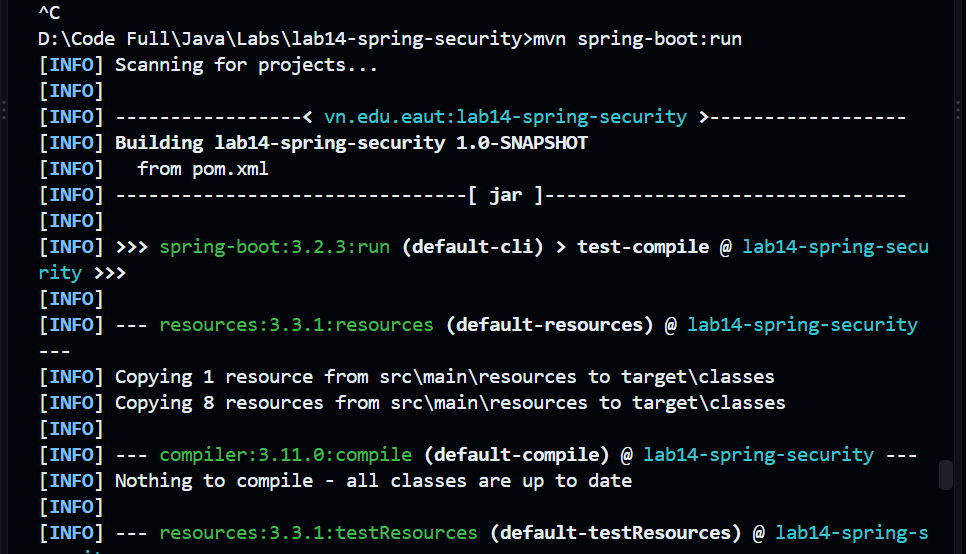 ^C
D:\Code Full\Java\Labs\lab14-spring-security>mvn spring-boot:run
[INFO] Scanning for projects...
[INFO]
[INFO] -----------------< vn.edu.eaut:lab14-spring-security >------------------
[INFO] Building lab14-spring-security 1.0-SNAPSHOT
[INFO]   from pom.xml
[INFO] --------------------------------[ jar ]---------------------------------
[INFO]
[INFO] >>> spring-boot:3.2.3:run (default-cli) > test-compile @ lab14-spring-secu
rity >>>
[INFO]
[INFO] --- resources:3.3.1:resources (default-resources) @ lab14-spring-security
---
[INFO] Copying 1 resource from src\main\resources to target\classes
[INFO] Copying 8 resources from src\main\resources to target\classes
[INFO]
[INFO] --- compiler:3.11.0:compile (default-compile) @ lab14-spring-security ---
[INFO] Nothing to compile - all classes are up to date
[INFO]
[INFO] --- resources:3.3.1:testResources (default-testResources) @ lab14-spring-s